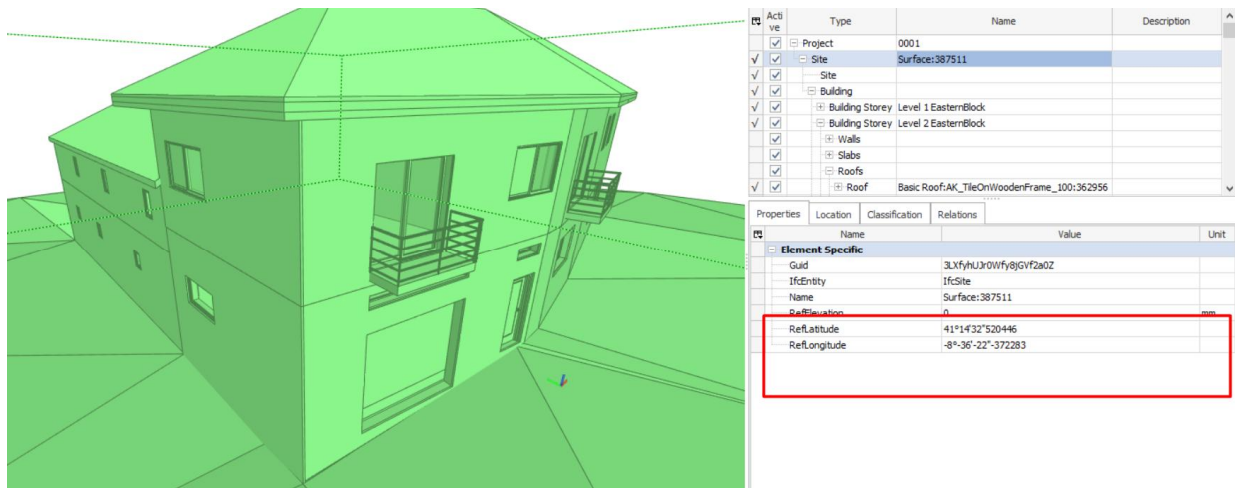 Acti
ve
Type
Name
Description
Project 0001
Site Surface:387511
Site
Building
Building Storey Level 1 EasternBlock
Building Storey Level 2 EasternBlock
Walls
Slabs
Roofs
Roof Basic Roof:AK_TileOnWoodenFrame_100:362956
Properties Location Classification Relations
Name Value Unit
Element Specific
Guid 3LXfyhUJr0Wfy8jGVf2a0Z
IfcEntity IfcSite
Name Surface:387511
RefElevation 0 mm
RefLatitude 41°14'32"520446
RefLongitude -8°-36'-22"-372283